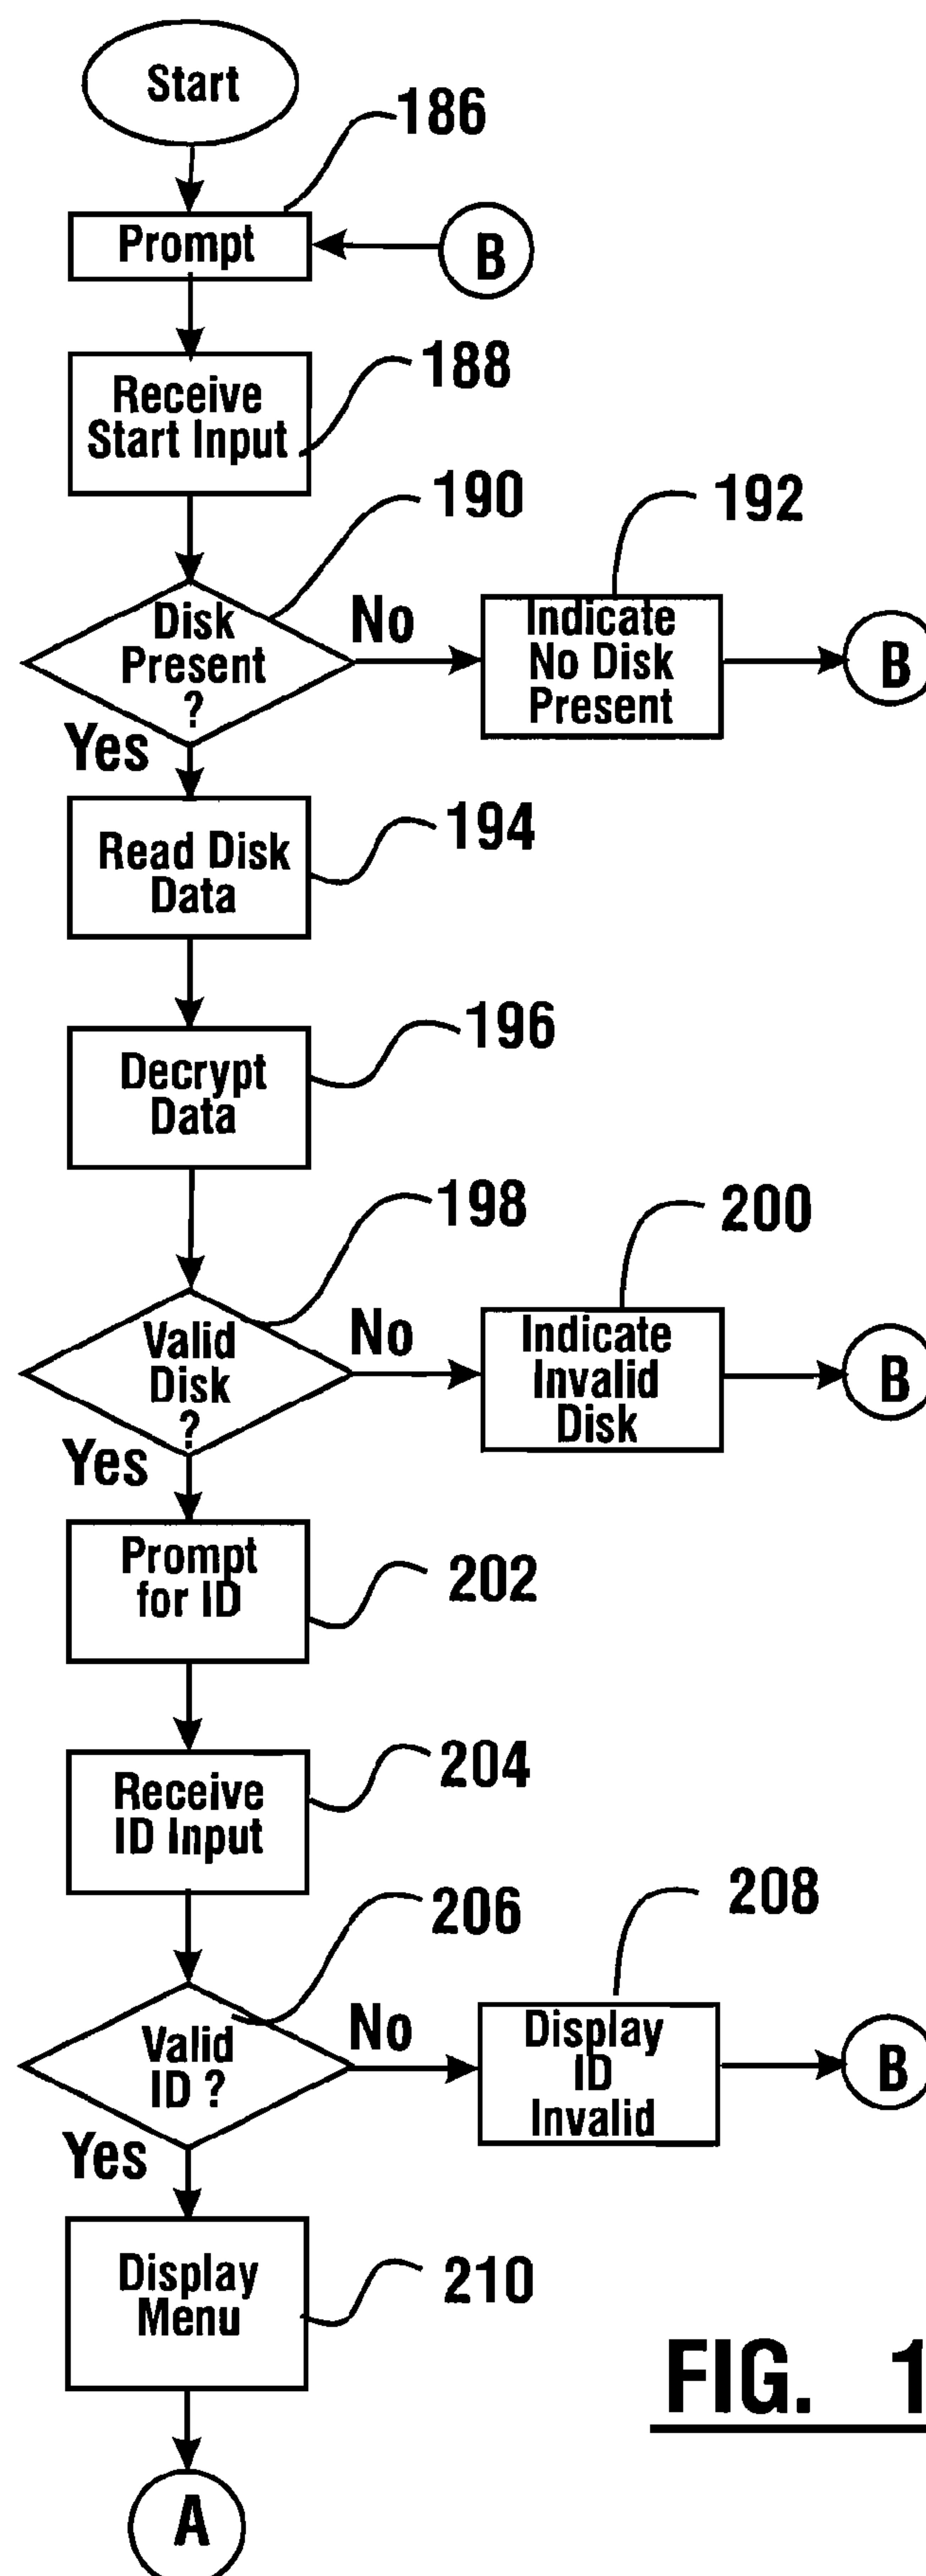 Start
186
Prompt
B
188
Receive
Start Input
190
192
Disk
Present
?
No
Indicate
No Disk
Present
B
Yes
194
Read Disk
Data
196
Decrypt
Data
198
200
Valid
Disk
?
No
Indicate
Invalid
Disk
B
Yes
Prompt
for ID
202
204
Receive
ID Input
206
208
Valid
ID ?
No
Display
ID
Invalid
B
Yes
Display
Menu
210
FIG. 1
A